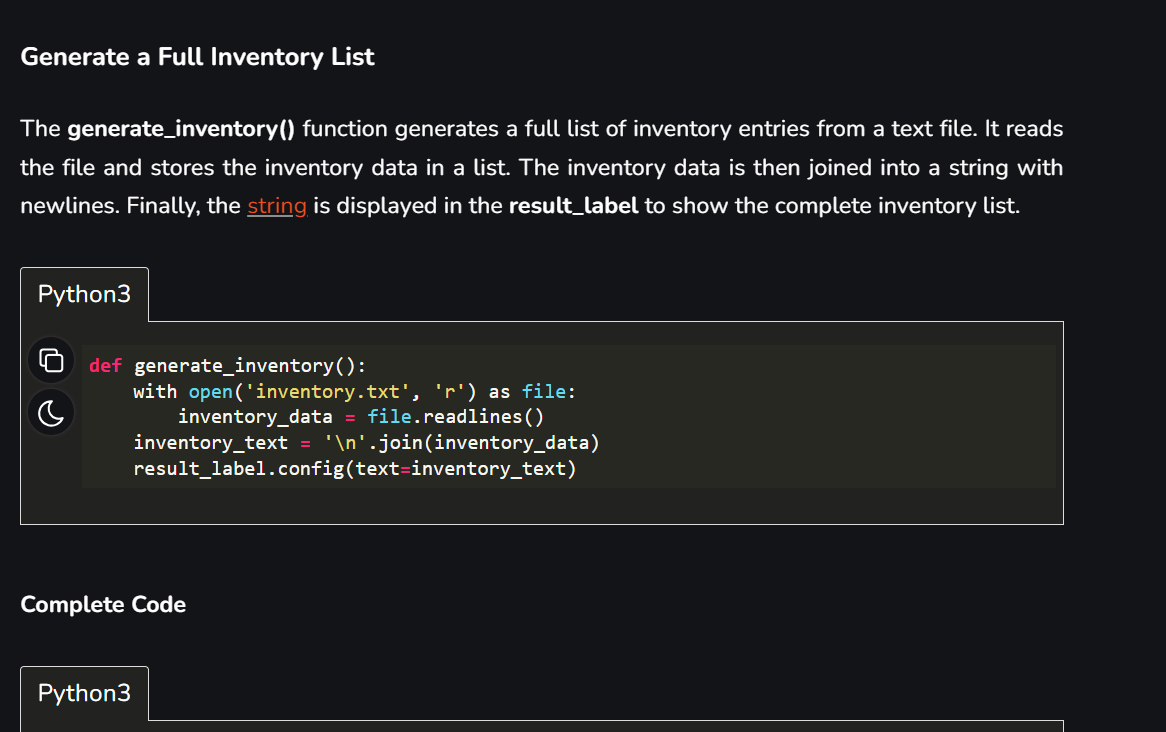 Generate a Full Inventory List
The generate_inventory() function generates a full list of inventory entries from a text file. It reads
the file and stores the inventory data in a list. The inventory data is then joined into a string with
newlines. Finally, the string is displayed in the result_label to show the complete inventory list.
Python3
def generate_inventory():
    with open('inventory.txt', 'r') as file:
        inventory_data = file.readlines()
    inventory_text = '\n'.join(inventory_data)
    result_label.config(text=inventory_text)
Complete Code
Python3